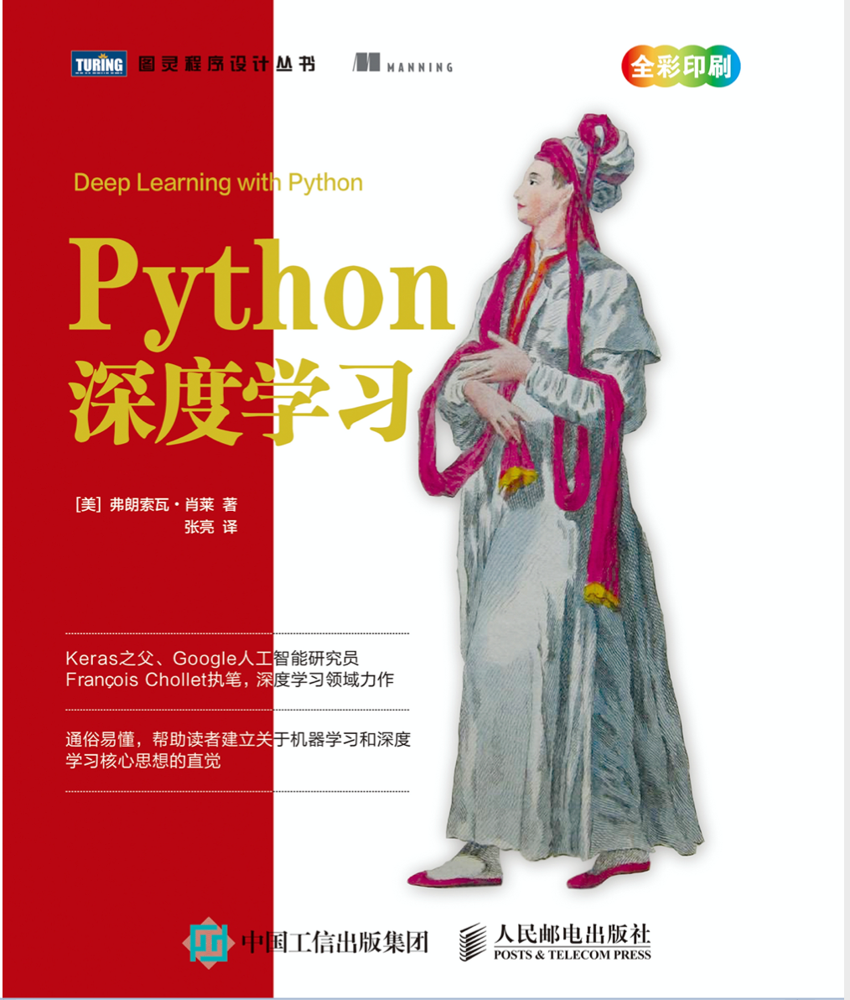 TURING 图灵程序设计丛书 MANNING 全彩印刷
Deep Learning with Python
Python
深度学习
[美] 弗朗索瓦·肖莱 著
张亮 译
Keras之父、Google人工智能研究员
François Chollet执笔，深度学习领域力作
通俗易懂，帮助读者建立关于机器学习和深度
学习核心思想的直觉
中国工信出版集团 人民邮电出版社
POSTS & TELECOM PRESS